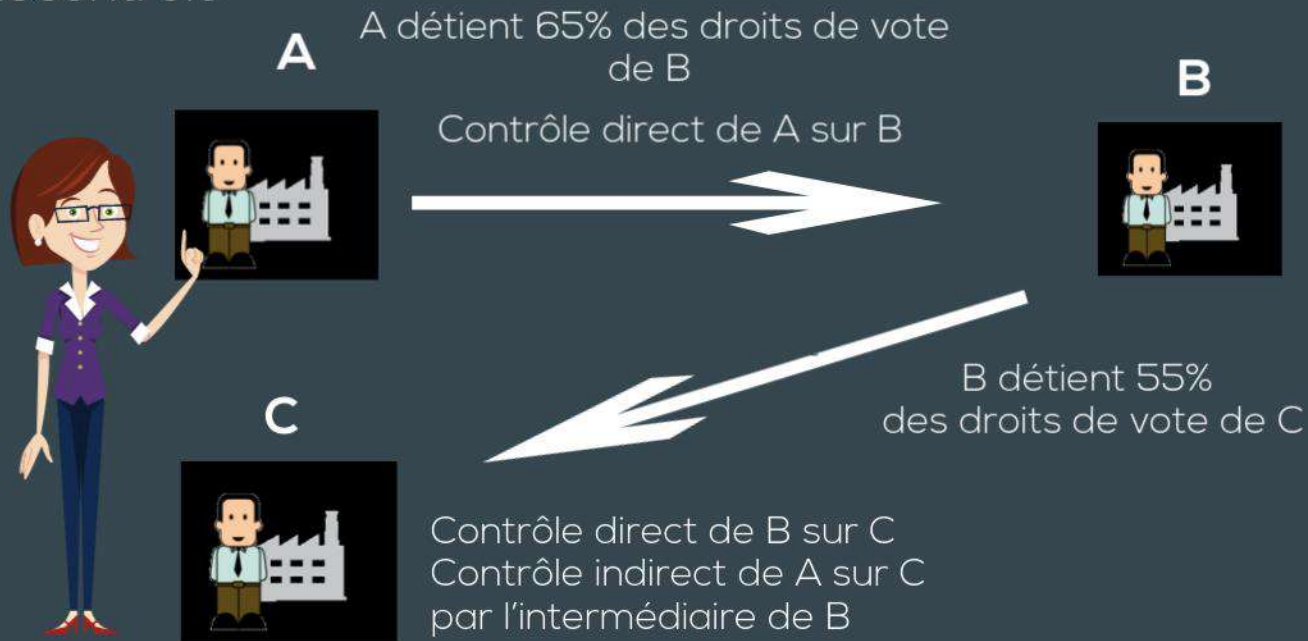 A
A détient 65% des droits de vote
de B
B
Contrôle direct de A sur B
B détient 55%
des droits de vote de C
C
Contrôle direct de B sur C
Contrôle indirect de A sur C
par l'intermédiaire de B